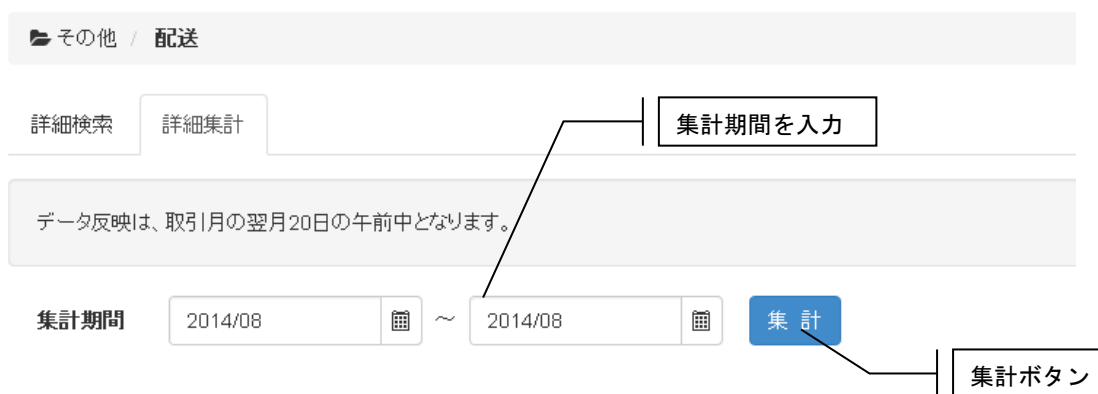 その他 / 配送
詳細検索 詳細集計
集計期間を入力
データ反映は、取引月の翌月20日の午前中となります。
集計期間 2014/08 ～ 2014/08 集 計
集計ボタン